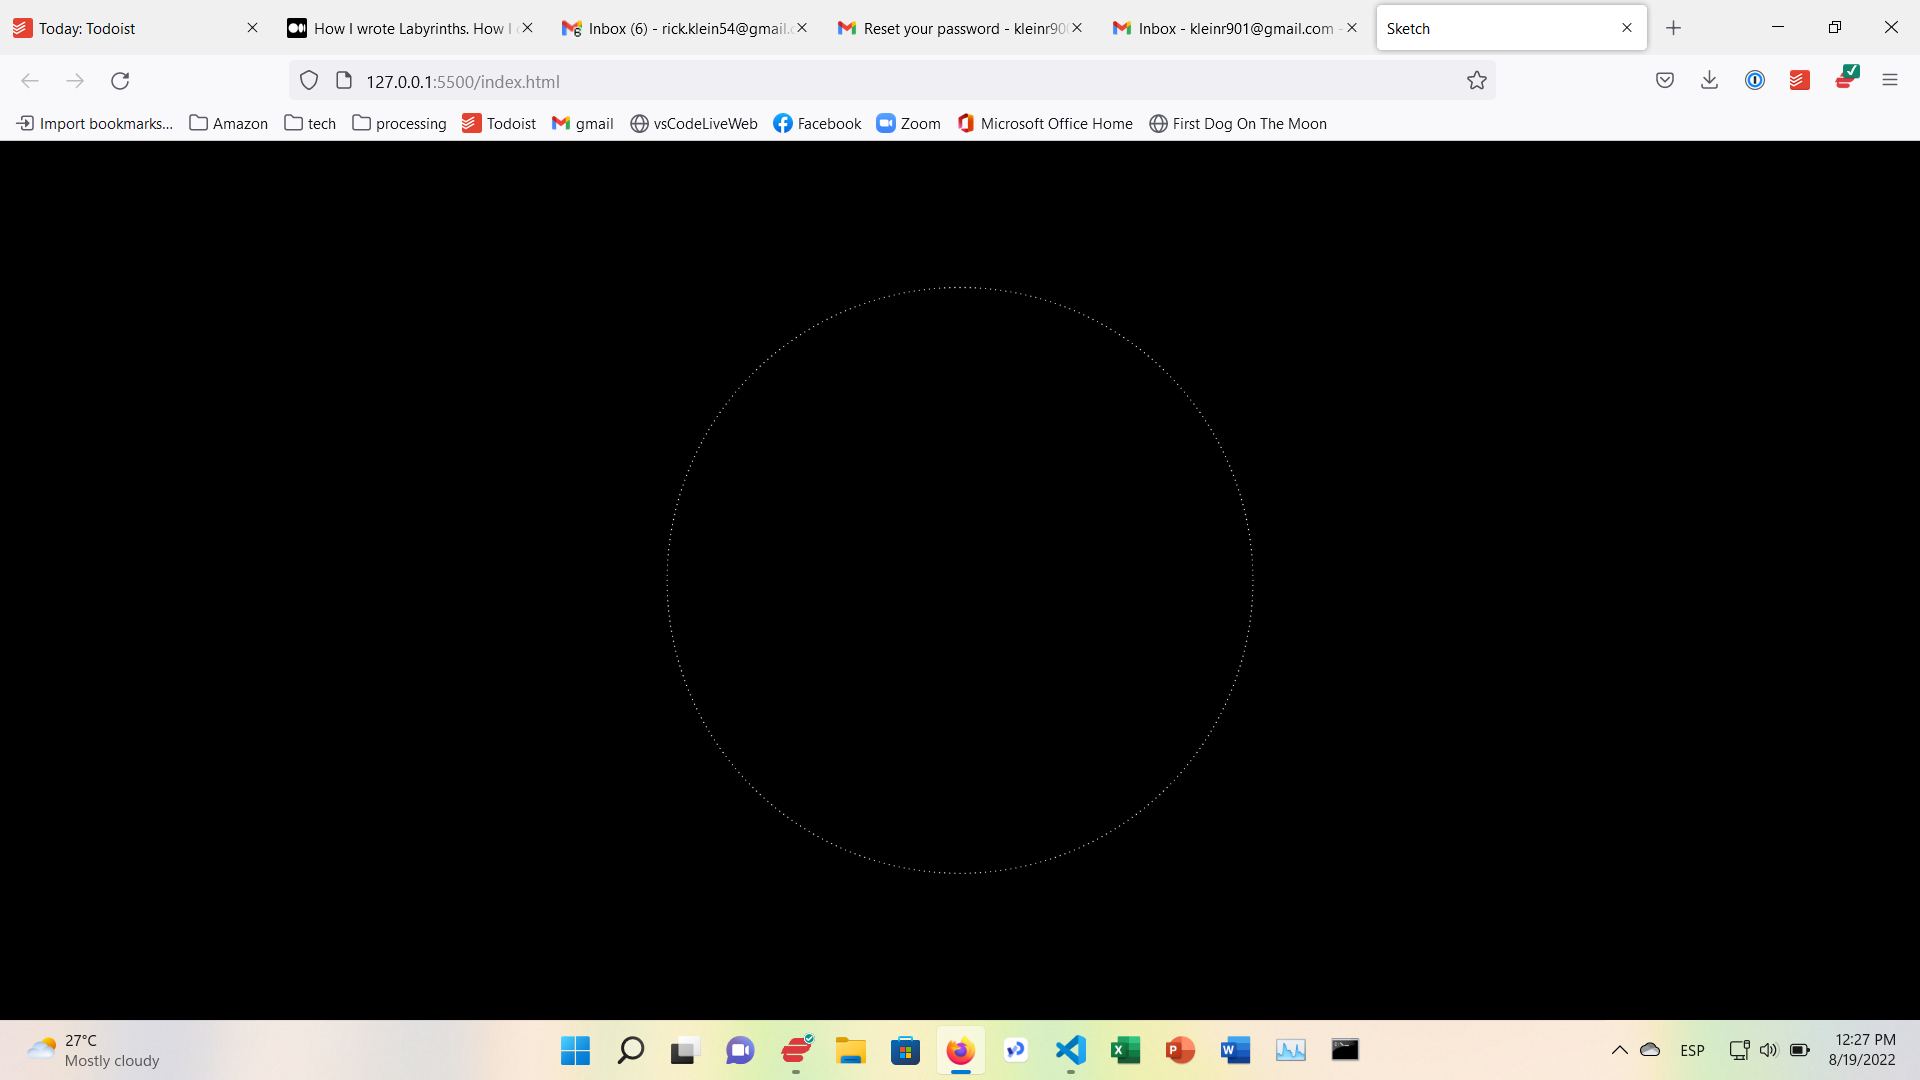 Today: Todoist
How I wrote Labyrinths. How I
Inbox (6) - rick.klein54@gmail.c
Reset your password - kleinr90
Inbox - kleinr901@gmail.com -
Sketch
127.0.0.1:5500/index.html
Import bookmarks...
Amazon
tech
processing
Todoist
gmail
vsCodeLiveWeb
Facebook
Zoom
Microsoft Office Home
First Dog On The Moon
27°C
Mostly cloudy
ESP
12:27 PM
8/19/2022